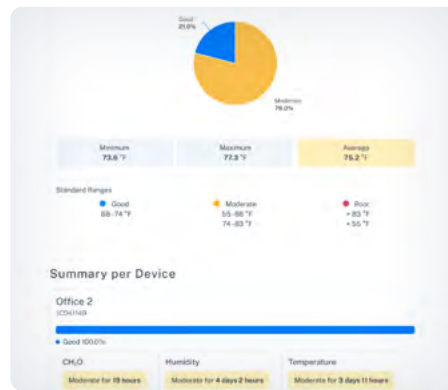 Good
21.0%
Moderate
79.0%
Minimum
73.6 °F
Maximum
77.3 °F
Average
75.2 °F
Standard Ranges
Good
68-74 °F
Moderate
55-68 °F
74-83 °F
Poor
> 83 °F
< 55 °F
Summary per Device
Office 2
Good 100.0%
CH₂O
Moderate for 19 hours
Humidity
Moderate for 4 days 2 hours
Temperature
Moderate for 3 days 11 hours